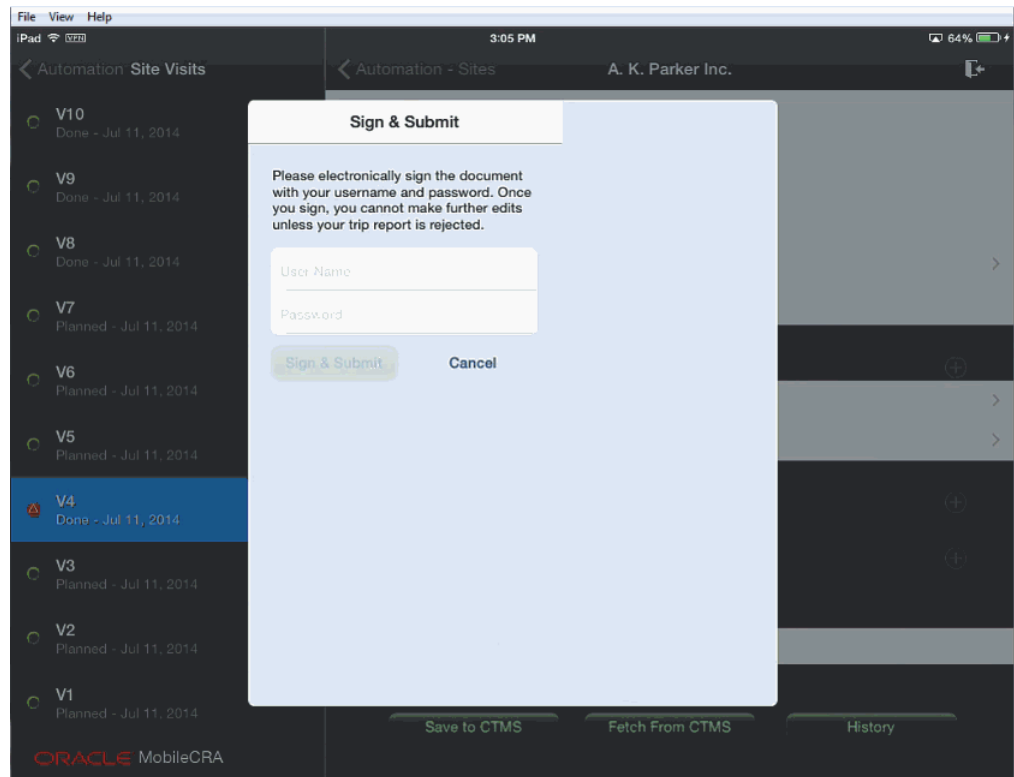 File View Help
iPad VPN 3:05 PM 64%
Automation Site Visits
Automation - Sites
A. K. Parker Inc.
V10
Done - Jul 11, 2014
V9
Done - Jul 11, 2014
V8
Done - Jul 11, 2014
V7
Planned - Jul 11, 2014
V6
Planned - Jul 11, 2014
V5
Planned - Jul 11, 2014
V4
Done - Jul 11, 2014
V3
Planned - Jul 11, 2014
V2
Planned - Jul 11, 2014
V1
Planned - Jul 11, 2014
ORACLE MobileCRA
Sign & Submit
Please electronically sign the document
with your username and password. Once
you sign, you cannot make further edits
unless your trip report is rejected.
User Name
Password
Sign & Submit
Cancel
Save to CTMS
Fetch From CTMS
History